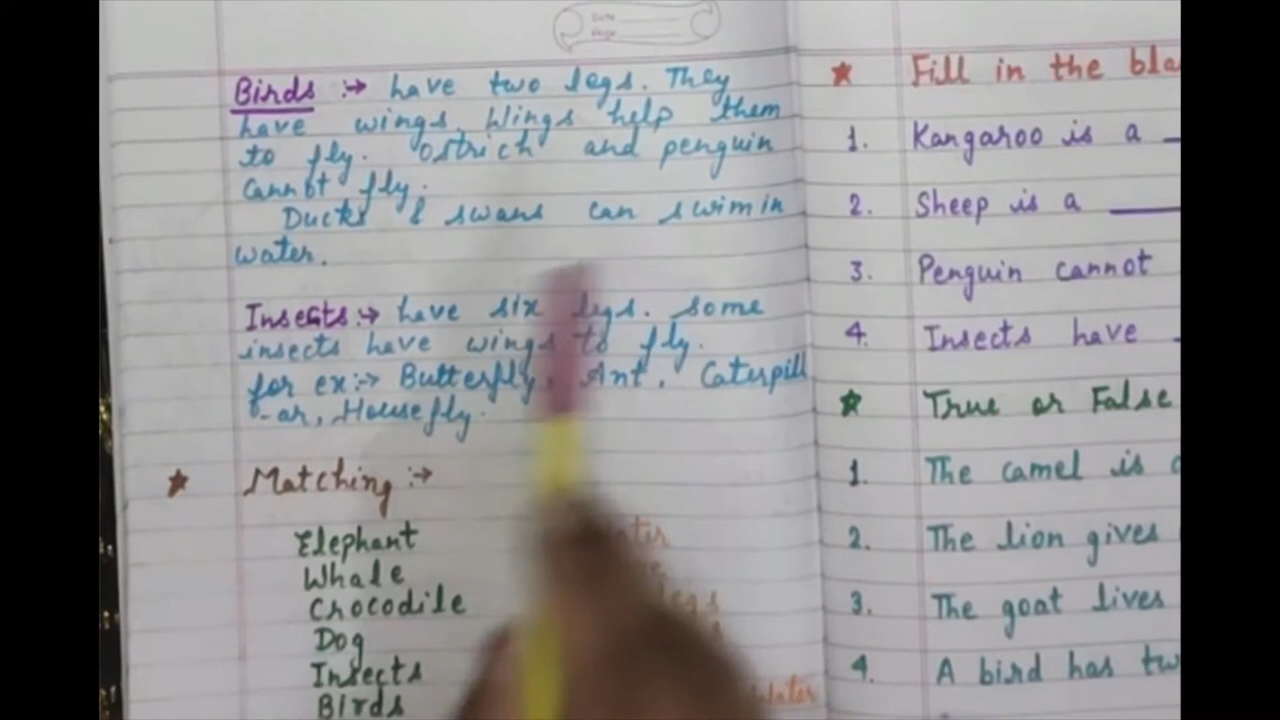 Date
Page
Birds :→ have two legs. They
have wings. Wings help them
to fly. Ostrich and penguin
cannot fly.
Ducks & swans can swim in
water.
Insects :→ have six legs. some
insects have wings to fly.
for ex :→ Butterfly, Ant, Caterpill
-ar, Housefly.
★ Matching :→
Elephant
Whale
Crocodile
Dog
Insects
Birds
Water
★ Fill in the bla
1. Kangaroo is a
2. Sheep is a
3. Penguin cannot
4. Insects have
★ True or False
1. The camel is
2. The lion gives
3. The goat lives
4. A bird has tw